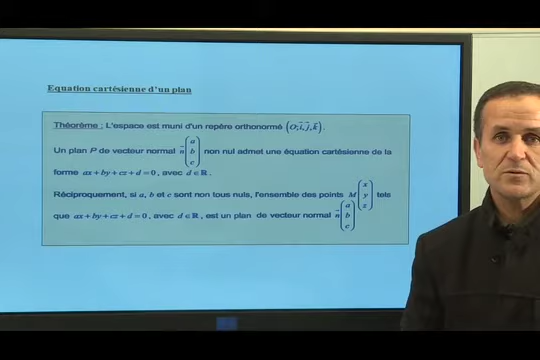 Equation cartésienne d'un plan
Théorème : L'espace est muni d'un repère orthonormé (O; i, j, k).
Un plan P de vecteur normal n (a b c) non nul admet une équation cartésienne de la
forme ax + by + cz + d = 0, avec d ∈ ℝ.
Réciproquement, si a, b et c sont non tous nuls, l'ensemble des points M (x y z) tels
que ax + by + cz + d = 0, avec d ∈ ℝ, est un plan de vecteur normal n (a b c)